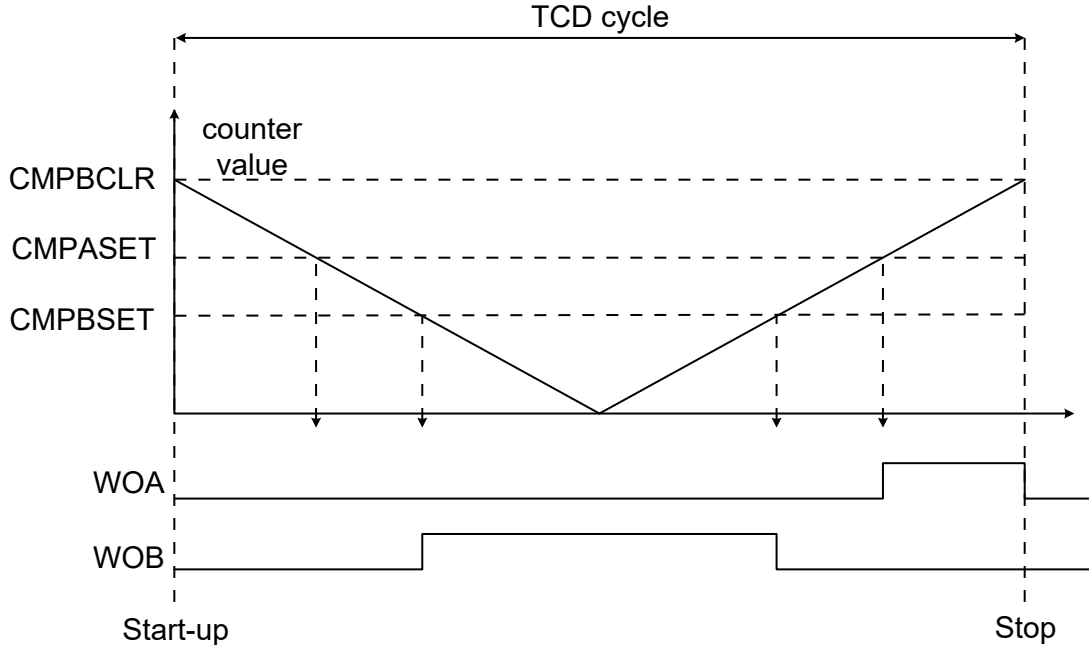 TCD cycle
counter
value
CMPBCLR
CMPASET
CMPBSET
WOA
WOB
Start-up
Stop